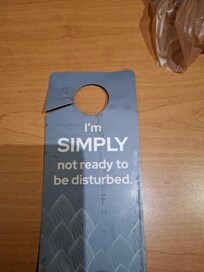 I'm
SIMPLY
not ready to
be disturbed.